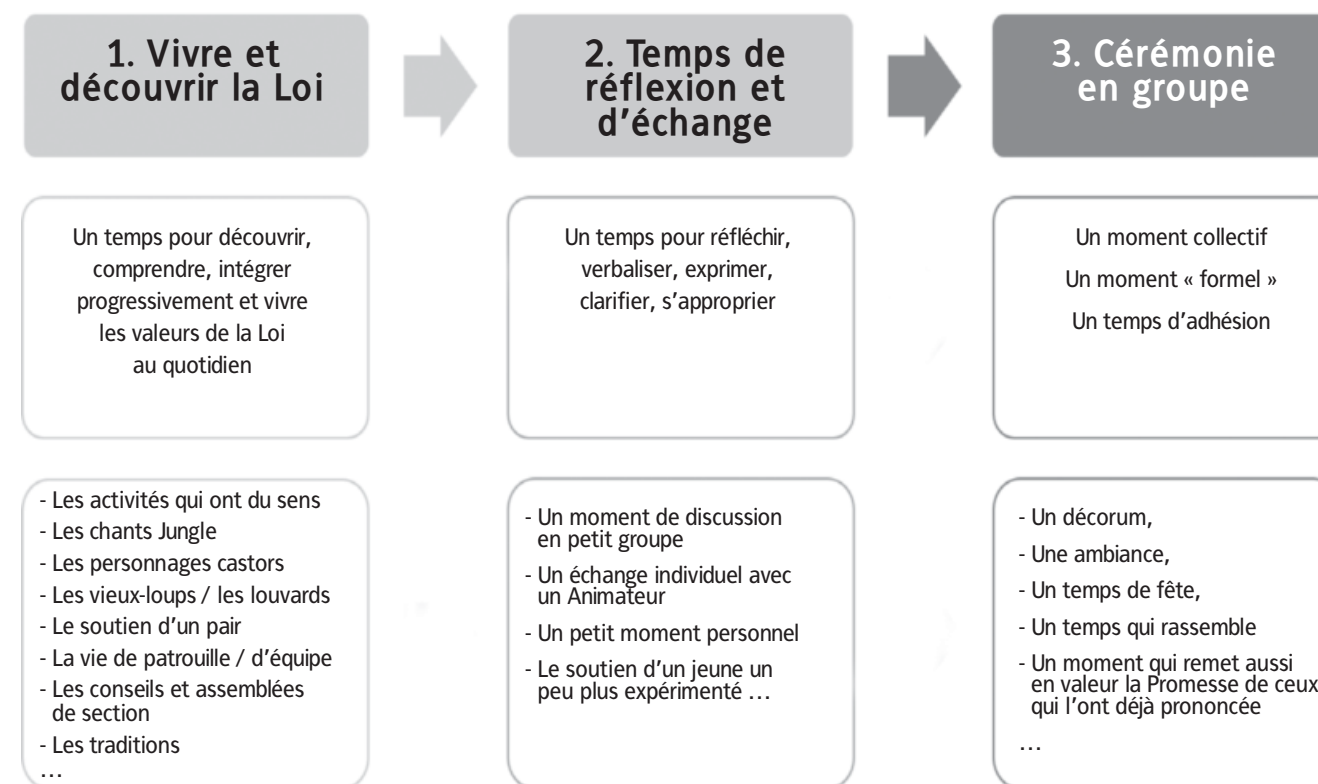 1. Vivre et
découvrir la Loi
2. Temps de
réflexion et
d’échange
3. Cérémonie
en groupe
Un temps pour découvrir,
comprendre, intégrer
progressivement et vivre
les valeurs de la Loi
au quotidien
Un temps pour réfléchir,
verbaliser, exprimer,
clarifier, s’approprier
Un moment collectif
Un moment « formel »
Un temps d’adhésion
- Les activités qui ont du sens
- Les chants Jungle
- Les personnages castors
- Les vieux-loups / les louvards
- Le soutien d’un pair
- La vie de patrouille / d’équipe
- Les conseils et assemblées
de section
- Les traditions
…
- Un moment de discussion
en petit groupe
- Un échange individuel avec
un Animateur
- Un petit moment personnel
- Le soutien d’un jeune un
peu plus expérimenté …
- Un décorum,
- Une ambiance,
- Un temps de fête,
- Un temps qui rassemble
- Un moment qui remet aussi
en valeur la Promesse de ceux
qui l’ont déjà prononcée
…